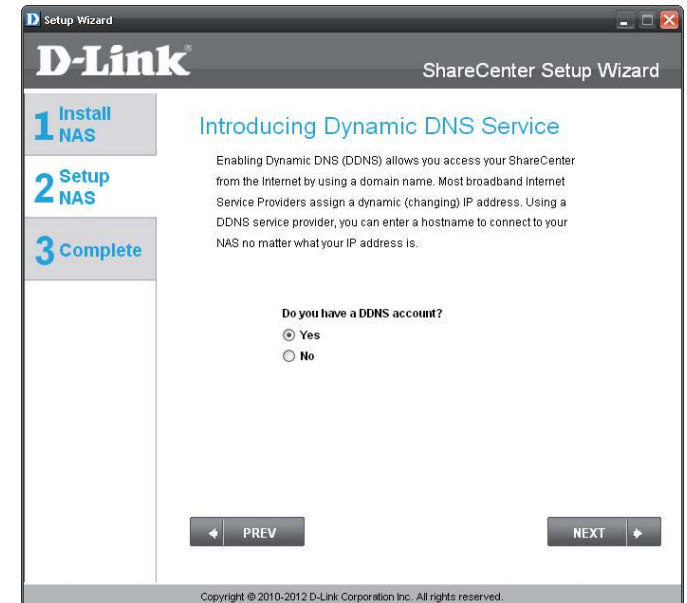 Setup Wizard
D-Link®
ShareCenter Setup Wizard
1 Install
NAS
2 Setup
NAS
3 Complete
Introducing Dynamic DNS Service
Enabling Dynamic DNS (DDNS) allows you access your ShareCenter
from the Internet by using a domain name. Most broadband Internet
Service Providers assign a dynamic (changing) IP address. Using a
DDNS service provider, you can enter a hostname to connect to your
NAS no matter what your IP address is.
Do you have a DDNS account?
Yes
No
PREV
NEXT
Copyright © 2010-2012 D-Link Corporation Inc. All rights reserved.